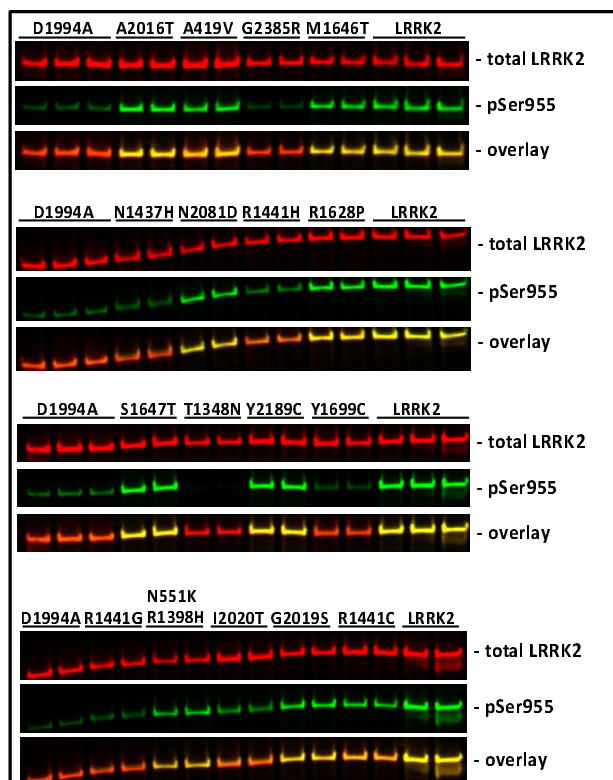 D1994A A2016T A419V G2385R M1646T LRRK2
- total LRRK2
- pSer955
- overlay
D1994A N1437H N2081D R1441H R1628P LRRK2
- total LRRK2
- pSer955
- overlay
D1994A S1647T T1348N Y2189C Y1699C LRRK2
- total LRRK2
- pSer955
- overlay
N551K
D1994A R1441G R1398H I2020T G2019S R1441C LRRK2
- total LRRK2
- pSer955
- overlay